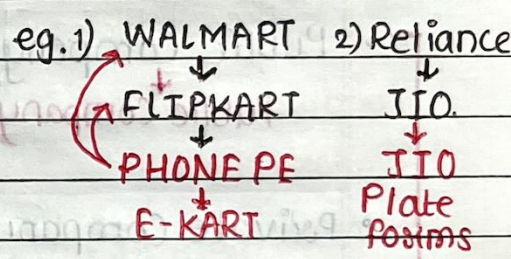 eg. 1) WALMART 2) Reliance
↓ ↓
FLIPKART JIO.
↓ ↓
PHONE PE JIO
↓ Plate
E-KART forms